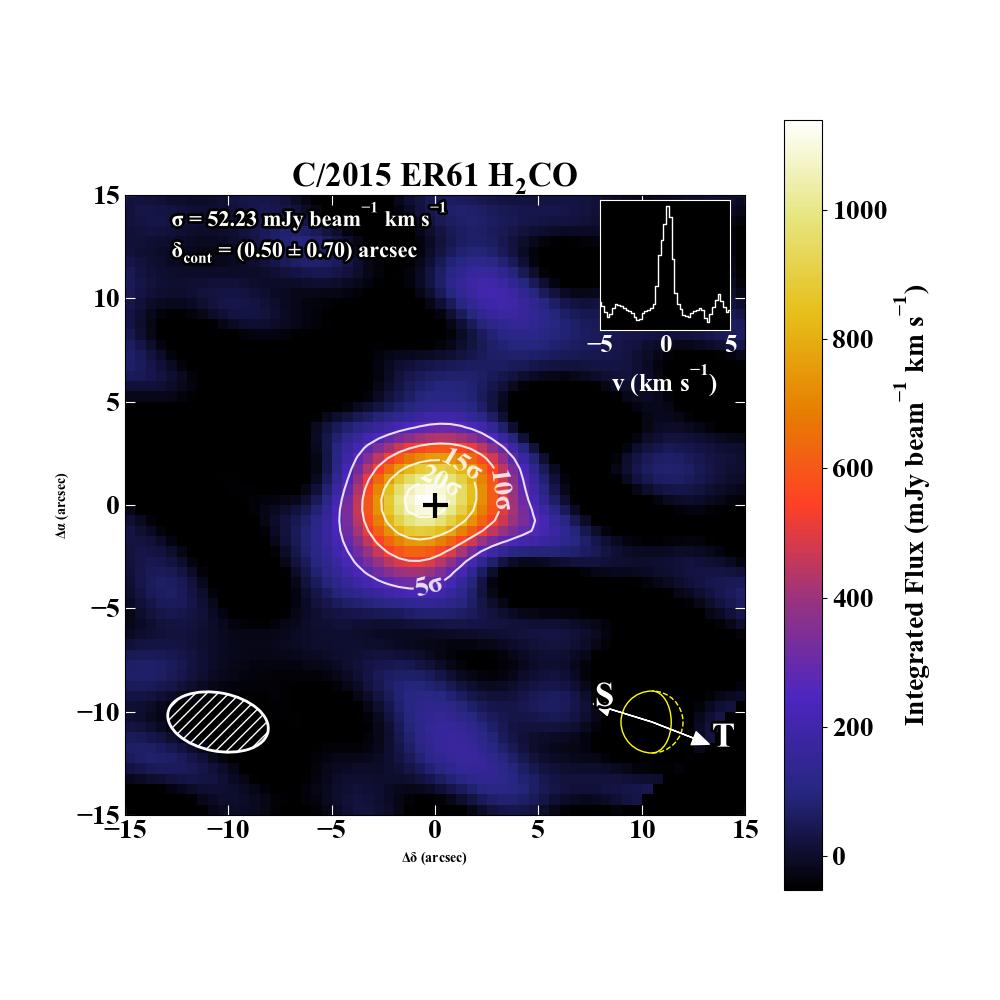 C/2015 ER61 H₂CO
σ = 52.23 mJy beam⁻¹ km s⁻¹
δcont = (0.50 ± 0.70) arcsec
−5 0 5
v (km s⁻¹)
15
10
5
0
−5
−10
−15
Δα (arcsec)
15σ
20σ
10σ
5σ
S
T
−15 −10 −5 0 5 10 15
Δδ (arcsec)
1000
800
600
400
200
0
Integrated Flux (mJy beam⁻¹ km s⁻¹)